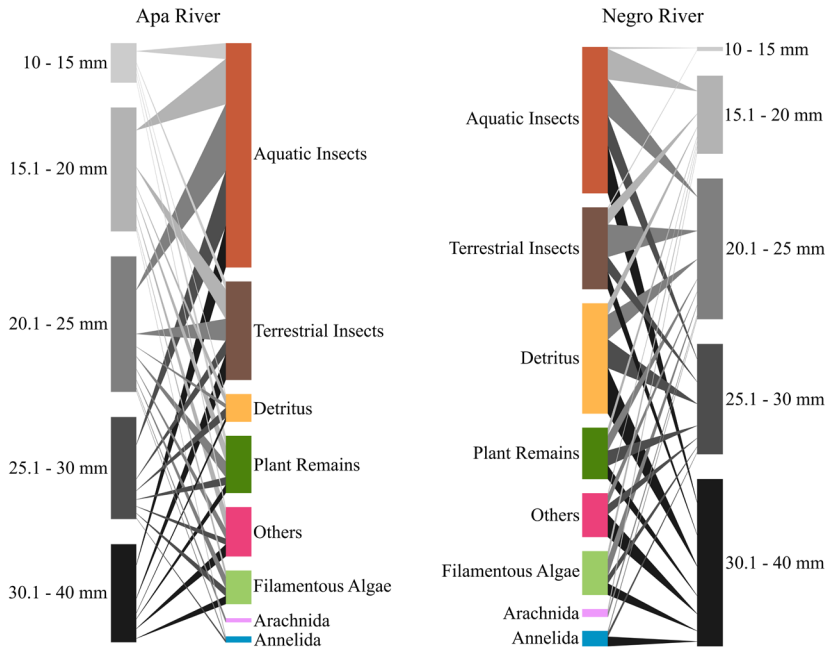 Apa River
10 - 15 mm
15.1 - 20 mm
20.1 - 25 mm
25.1 - 30 mm
30.1 - 40 mm
Aquatic Insects
Terrestrial Insects
Detritus
Plant Remains
Others
Filamentous Algae
Arachnida
Annelida
Negro River
Aquatic Insects
Terrestrial Insects
Detritus
Plant Remains
Others
Filamentous Algae
Arachnida
Annelida
10 - 15 mm
15.1 - 20 mm
20.1 - 25 mm
25.1 - 30 mm
30.1 - 40 mm